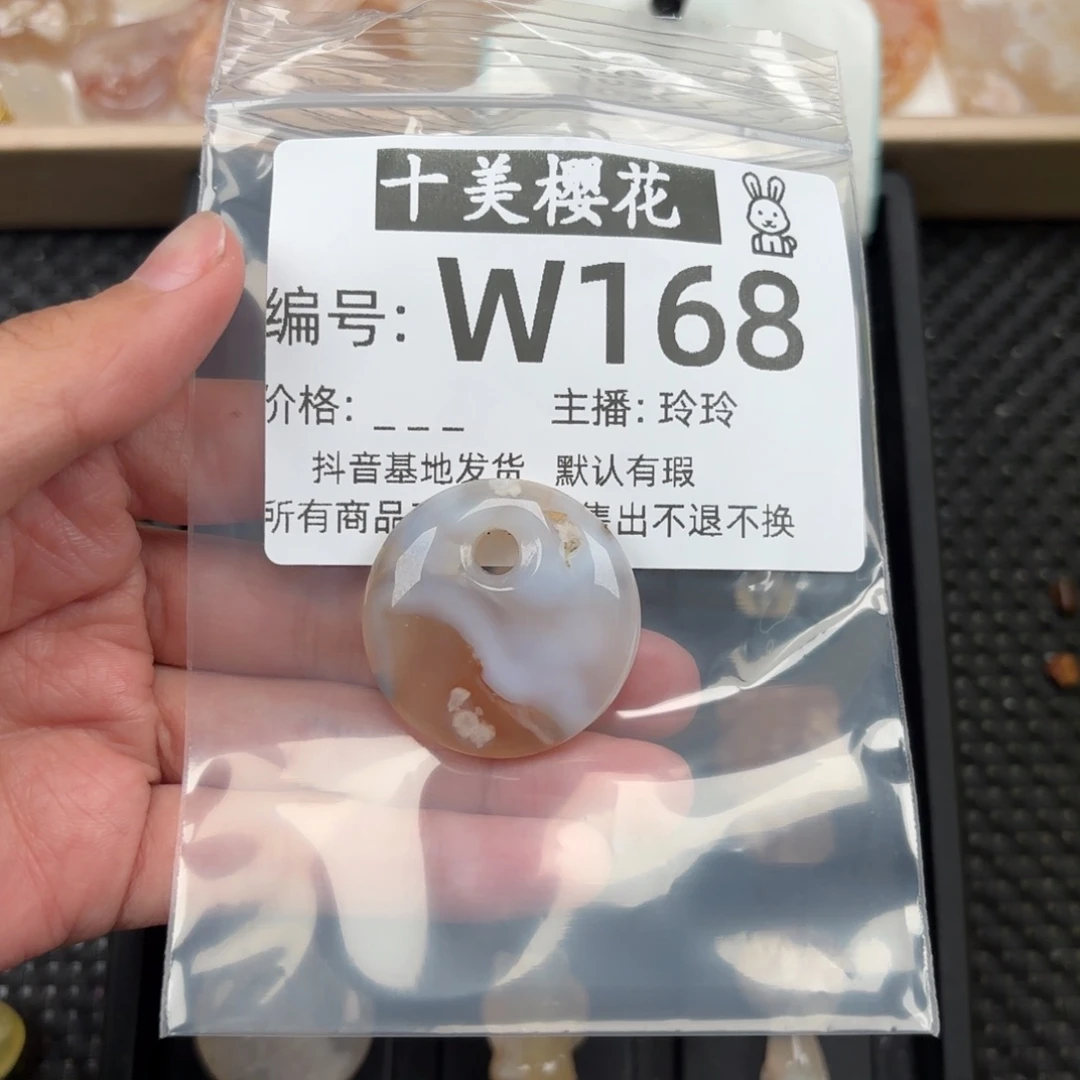 十美樱花
编号: W168
价格: _ _ _ 主播: 玲玲
抖音基地发货 默认有瑕
所有商品 售出不退不换